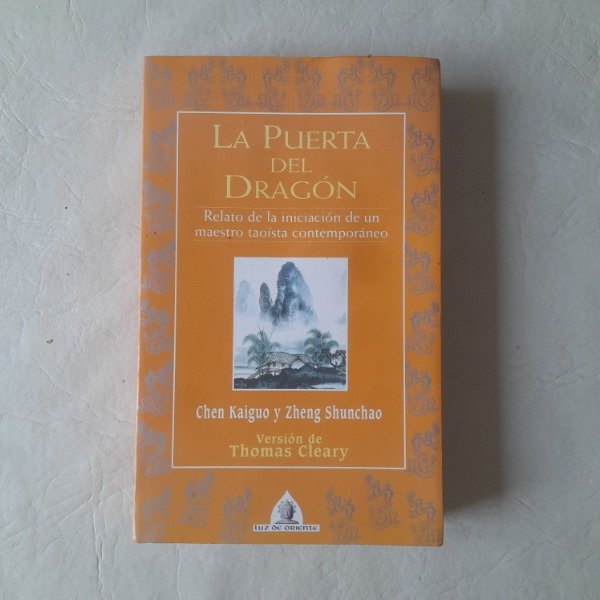 LA PUERTA
DEL
DRAGÓN
Relato de la iniciación de un
maestro taoísta contemporáneo
Chen Kaiguo y Zheng Shunchao
Versión de
Thomas Cleary
LUZ DE ORIENTE